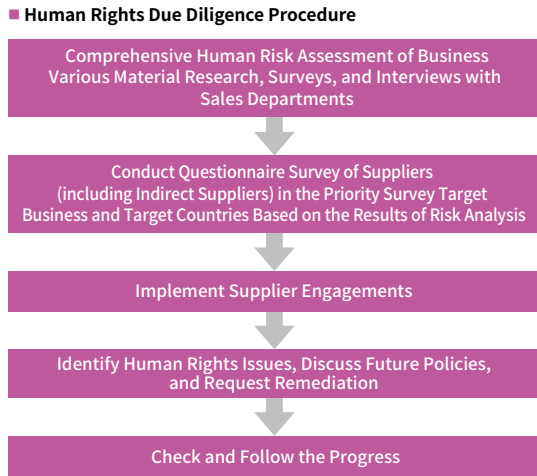 Human Rights Due Diligence Procedure
Comprehensive Human Risk Assessment of Business
Various Material Research, Surveys, and Interviews with
Sales Departments
Conduct Questionnaire Survey of Suppliers
(including Indirect Suppliers) in the Priority Survey Target
Business and Target Countries Based on the Results of Risk Analysis
Implement Supplier Engagements
Identify Human Rights Issues, Discuss Future Policies,
and Request Remediation
Check and Follow the Progress